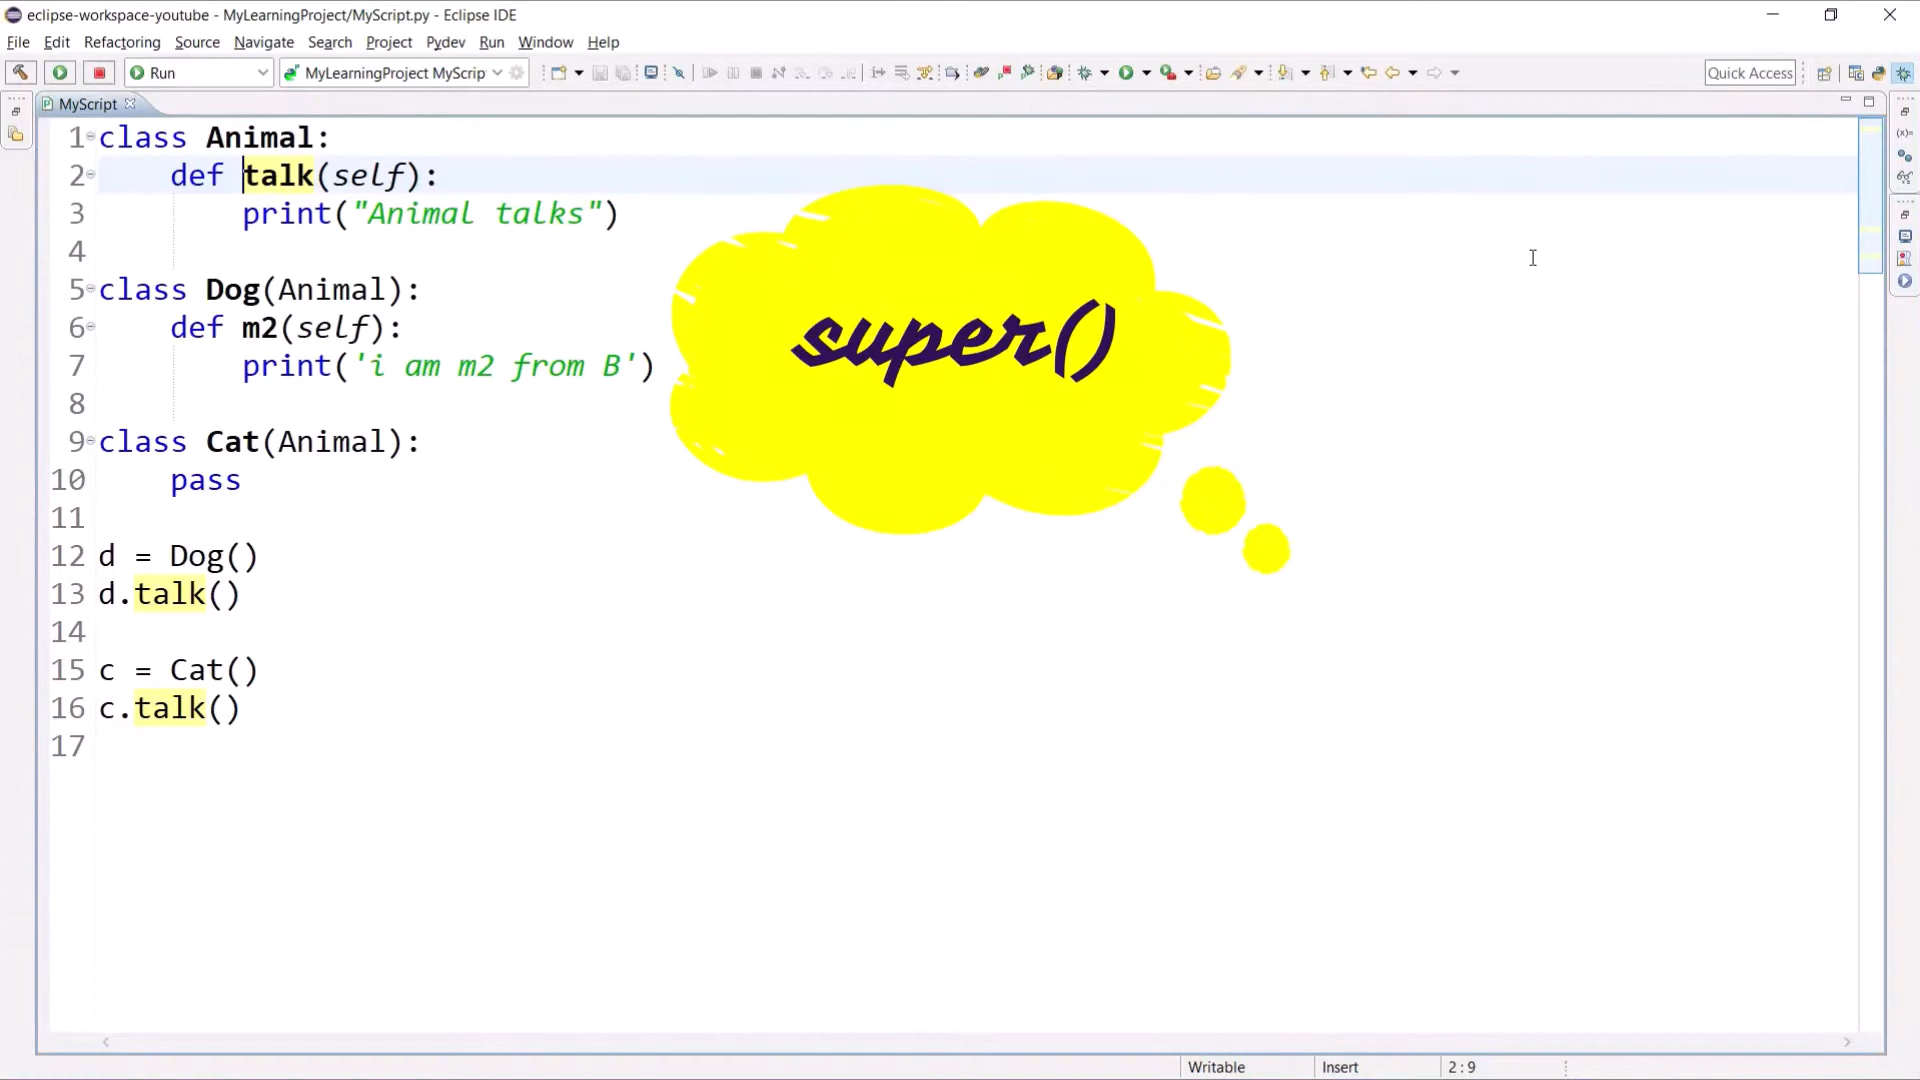 eclipse-workspace-youtube - MyLearningProject/MyScript.py - Eclipse IDE
File Edit Refactoring Source Navigate Search Project Pydev Run Window Help
Run MyLearningProject MyScrip Quick Access
MyScript
1 class Animal:
2     def talk(self):
3         print("Animal talks")
4
5 class Dog(Animal):
6     def m2(self):
7         print('i am m2 from B')
8
9 class Cat(Animal):
10     pass
11
12 d = Dog()
13 d.talk()
14
15 c = Cat()
16 c.talk()
17
super()
Writable Insert 2 : 9